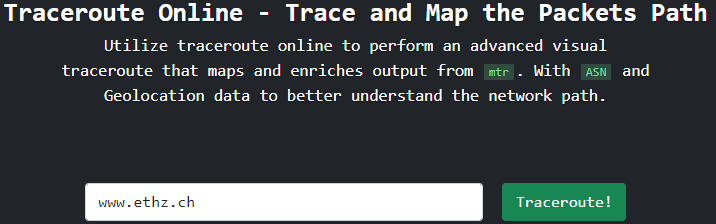 Traceroute Online - Trace and Map the Packets Path
Utilize traceroute online to perform an advanced visual
traceroute that maps and enriches output from mtr. With ASN and
Geolocation data to better understand the network path.
www.ethz.ch Traceroute!